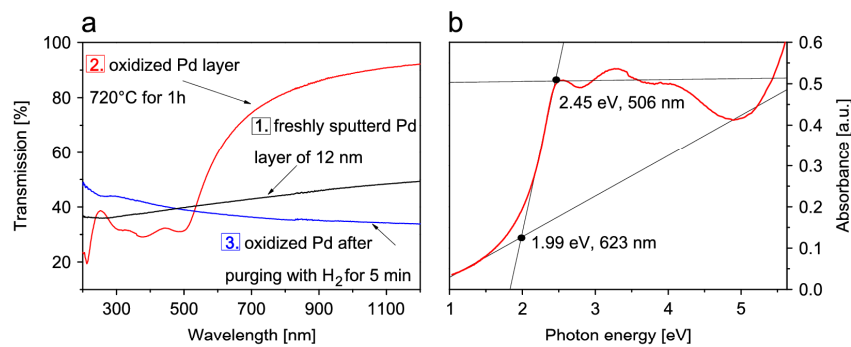 a
b
100
80
60
40
20
Transmission [%]
2. oxidized Pd layer
720°C for 1h
1. freshly sputterd Pd
layer of 12 nm
3. oxidized Pd after
purging with H2 for 5 min
300 500 700 900 1100
Wavelength [nm]
2.45 eV, 506 nm
1.99 eV, 623 nm
0.6
0.5
0.4
0.3
0.2
0.1
0.0
Absorbance [a.u.]
1 2 3 4 5
Photon energy [eV]